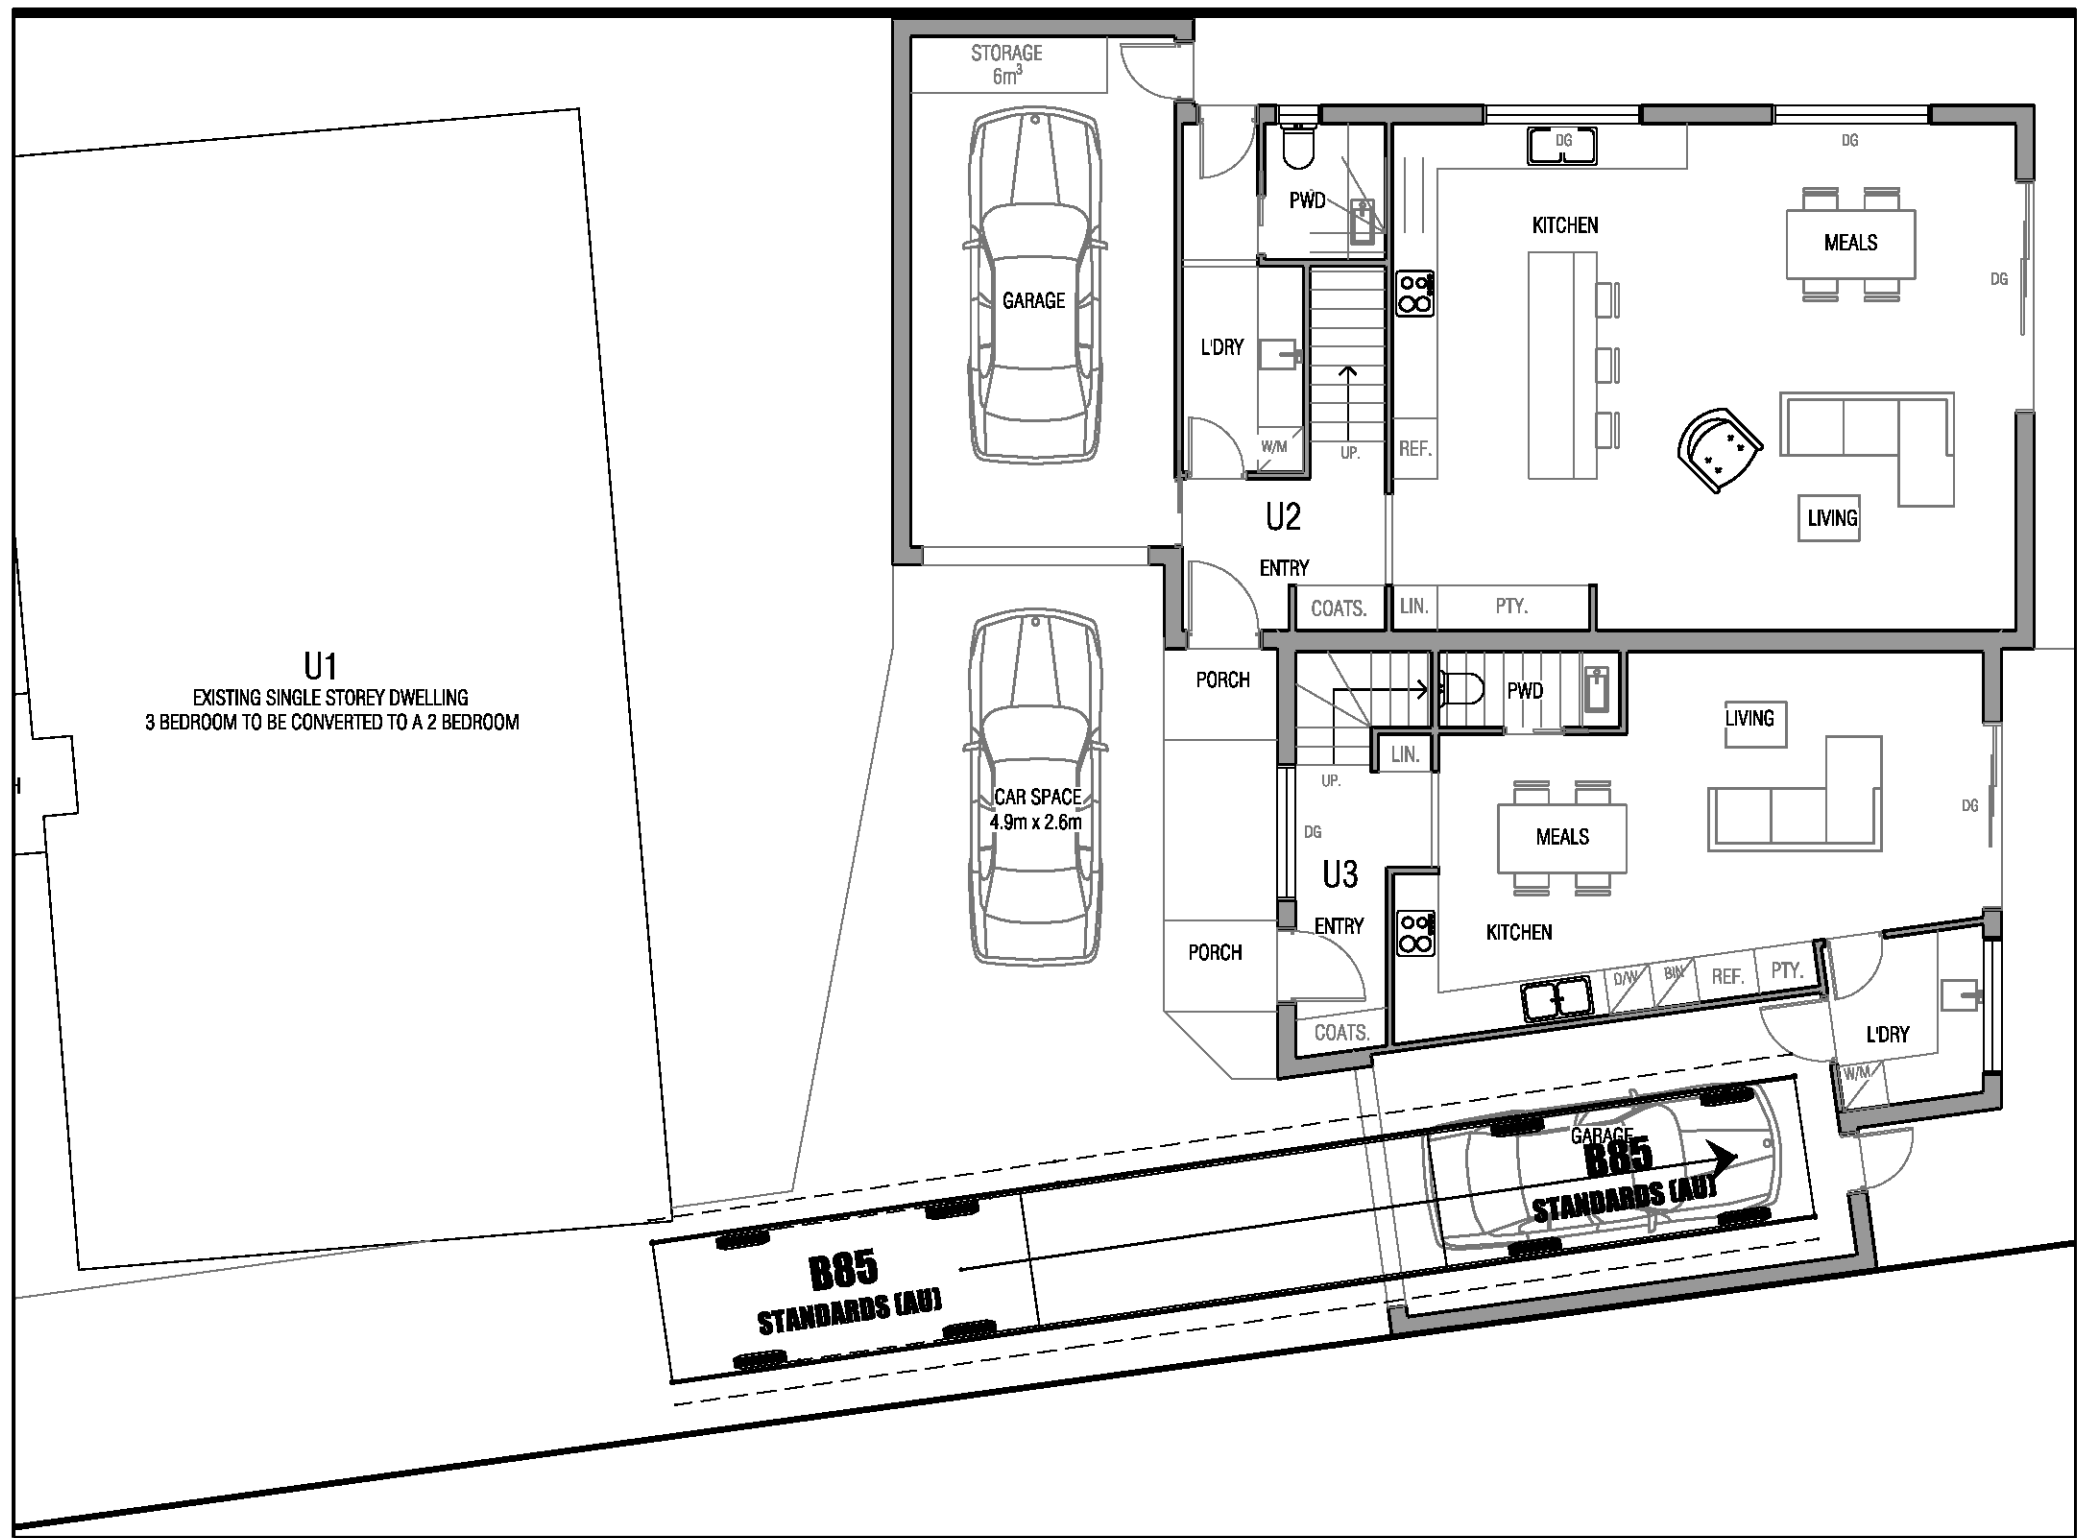 STORAGE
6m³
DG
DG
PWD
KITCHEN
MEALS
DG
GARAGE
L'DRY
W/M
UP.
REF.
U2
LIVING
ENTRY
COATS.
LIN.
PTY.
U1
EXISTING SINGLE STOREY DWELLING
3 BEDROOM TO BE CONVERTED TO A 2 BEDROOM
PORCH
PWD
LIVING
LIN.
UP.
CAR SPACE
4.9m x 2.6m
DG
MEALS
DG
U3
ENTRY
KITCHEN
PORCH
D/W
BIN
REF.
PTY.
COATS.
L'DRY
W/M
GARAGE
B85
STANDARDS (AU)
B85
STANDARDS (AU)